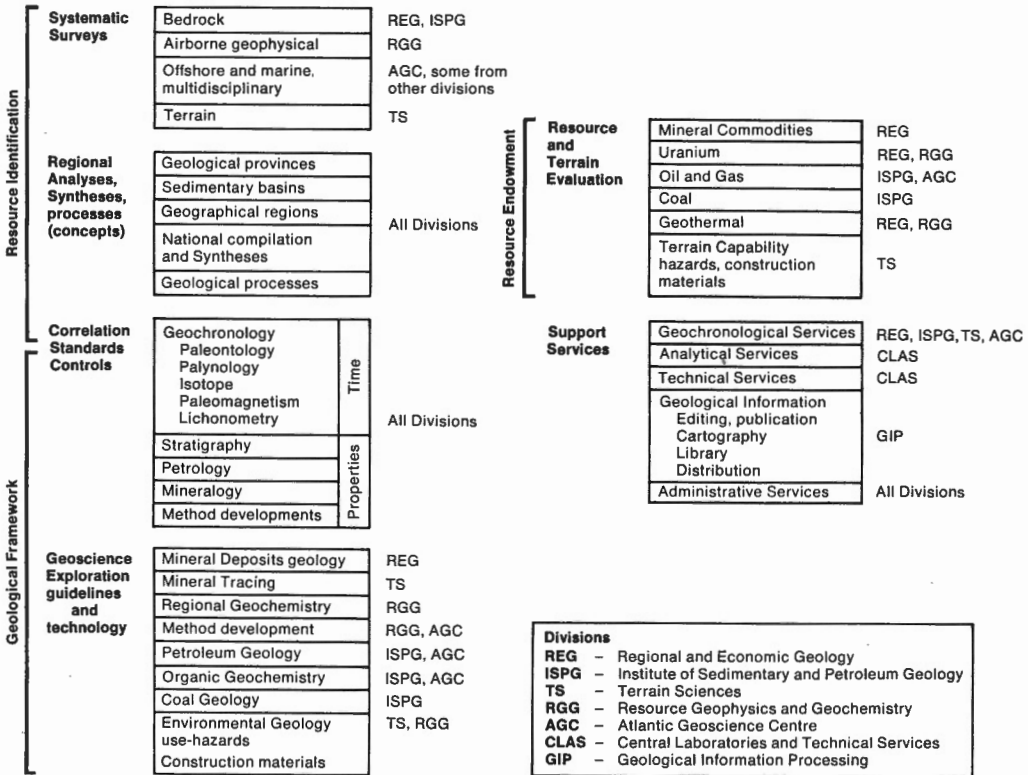 Resource Identification
Systematic
Surveys
Bedrock REG, ISPG
Airborne geophysical RGG
Offshore and marine, AGC, some from
multidisciplinary other divisions
Terrain TS
Regional
Analyses,
Syntheses,
processes
(concepts)
Geological provinces
Sedimentary basins
Geographical regions
National compilation
and Syntheses
Geological processes
All Divisions
Correlation
Standards
Controls
Geochronology
Paleontology
Palynology
Isotope
Paleomagnetism
Lichonometry
Time
Stratigraphy
Petrology
Mineralogy
Method developments
Properties
All Divisions
Geological Framework
Geoscience
Exploration
guidelines
and
technology
Mineral Deposits geology REG
Mineral Tracing TS
Regional Geochemistry RGG
Method development RGG, AGC
Petroleum Geology ISPG, AGC
Organic Geochemistry ISPG, AGC
Coal Geology ISPG
Environmental Geology TS, RGG
use-hazards
Construction materials
Resource Endowment
Resource
and
Terrain
Evaluation
Mineral Commodities REG
Uranium REG, RGG
Oil and Gas ISPG, AGC
Coal ISPG
Geothermal REG, RGG
Terrain Capability
hazards, construction TS
materials
Support
Services
Geochronological Services REG, ISPG, TS, AGC
Analytical Services CLAS
Technical Services CLAS
Geological Information
Editing, publication
Cartography GIP
Library
Distribution
Administrative Services All Divisions
Divisions
REG – Regional and Economic Geology
ISPG – Institute of Sedimentary and Petroleum Geology
TS – Terrain Sciences
RGG – Resource Geophysics and Geochemistry
AGC – Atlantic Geoscience Centre
CLAS – Central Laboratories and Technical Services
GIP – Geological Information Processing